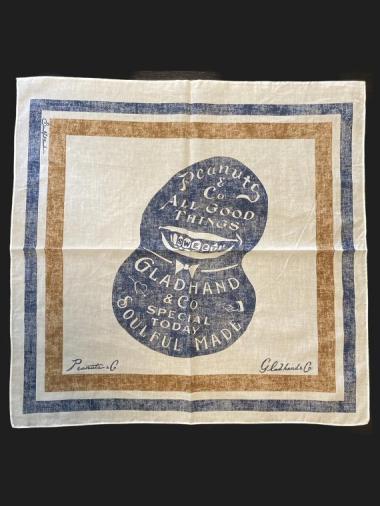 Peanuts
&
Co.
ALL GOOD
THINGS
SWEET
GLADHAND
& CO.
SPECIAL
TODAY
SOULFUL MADE
Peanuts & Co
Gladhand & Co